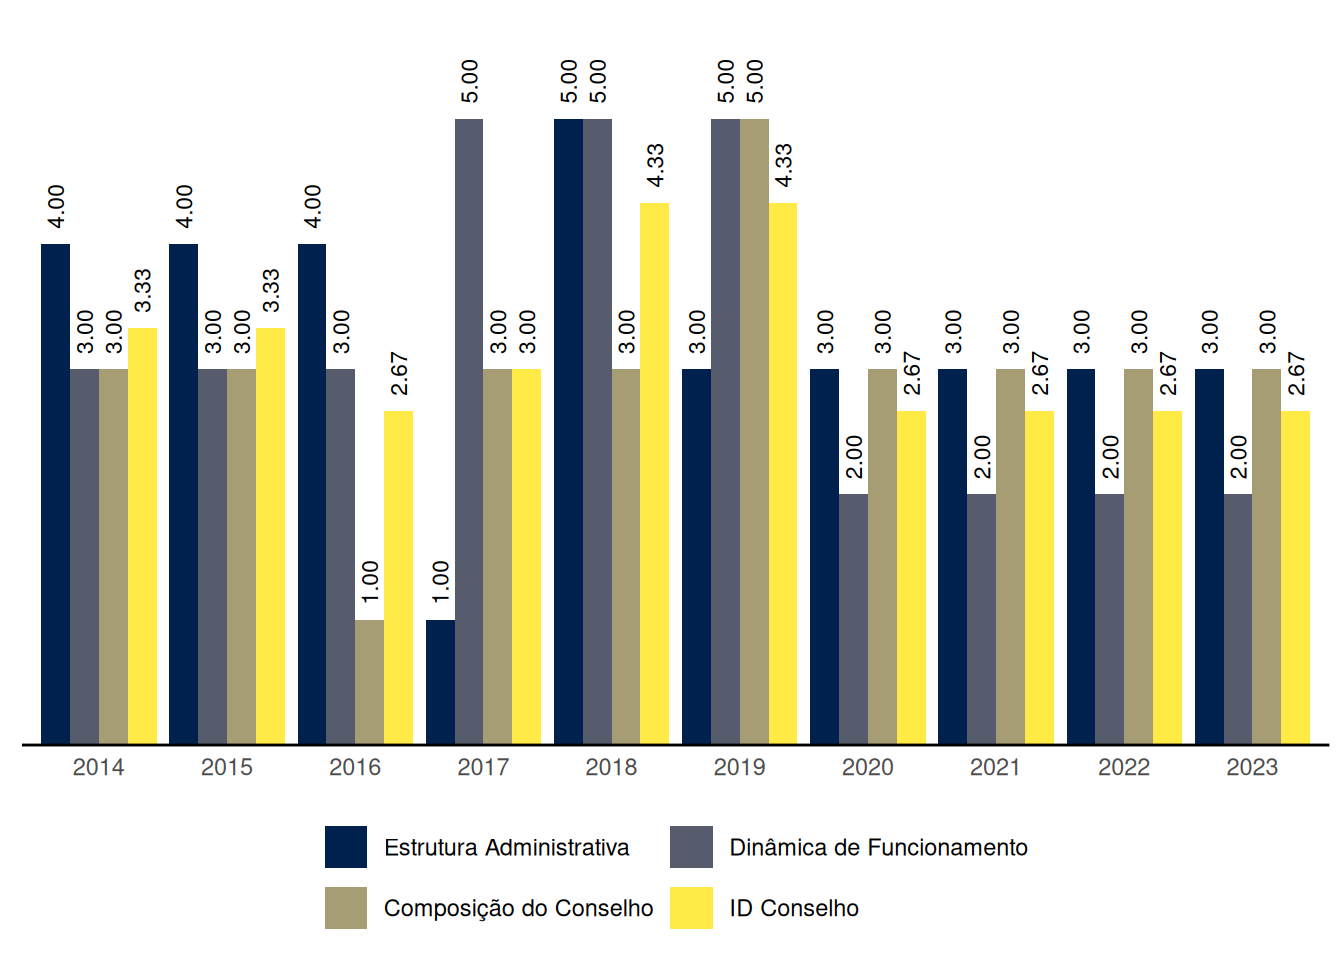 4.00 3.00 3.00 3.33
4.00 3.00 3.00 3.33
4.00 3.00 1.00 2.67
1.00 5.00 3.00 3.00
5.00 5.00 3.00 4.33
3.00 5.00 5.00 4.33
3.00 2.00 3.00 2.67
3.00 2.00 3.00 2.67
3.00 2.00 3.00 2.67
3.00 2.00 3.00 2.67
2014 2015 2016 2017 2018 2019 2020 2021 2022 2023
Estrutura Administrativa Dinâmica de Funcionamento
Composição do Conselho ID Conselho